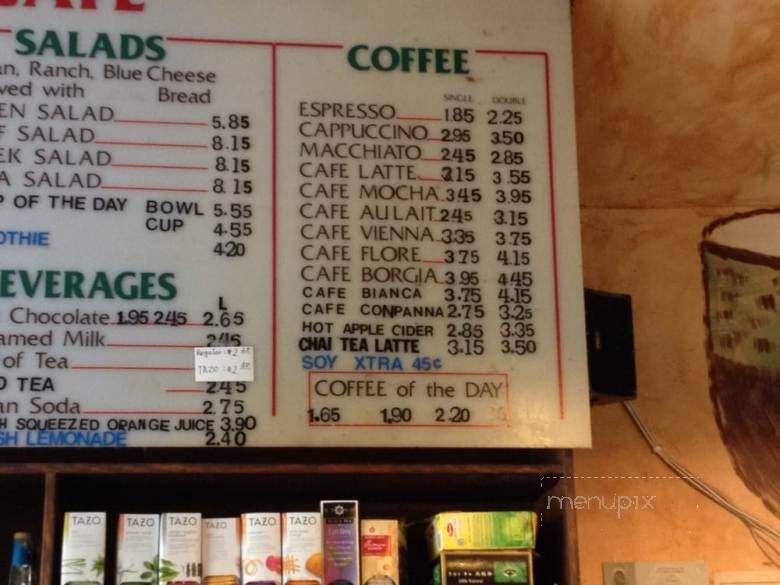 SALADS
an, Ranch, Blue Cheese
ved with Bread
EN SALAD 5.85
F SALAD 8.15
EK SALAD 8.15
A SALAD 8.15
P OF THE DAY BOWL 5.55
CUP 4.55
OTHIE 4.20
EVERAGES
L
Chocolate 1.95 2.45 2.65
amed Milk 2.45
of Tea
Regular:
TAZO :
D TEA 2.45
an Soda 2.75
H SQUEEZED ORANGE JUICE 3.90
SH LEMONADE 2.40
COFFEE
SINGLE DOUBLE
ESPRESSO 1.85 2.25
CAPPUCCINO 2.95 3.50
MACCHIATO 2.45 2.85
CAFE LATTE 3.15 3.55
CAFE MOCHA 3.45 3.95
CAFE AU LAIT 2.45 3.15
CAFE VIENNA 3.35 3.75
CAFE FLORE 3.75 4.15
CAFE BORGIA 3.95 4.45
CAFE BIANCA 3.75 4.15
CAFE CONPANNA 2.75 3.25
HOT APPLE CIDER 2.85 3.35
CHAI TEA LATTE 3.15 3.50
SOY XTRA 45¢
COFFEE of the DAY
1.65 1.90 2.20
TAZO TAZO TAZO TAZO TAZO TAZO
menupix